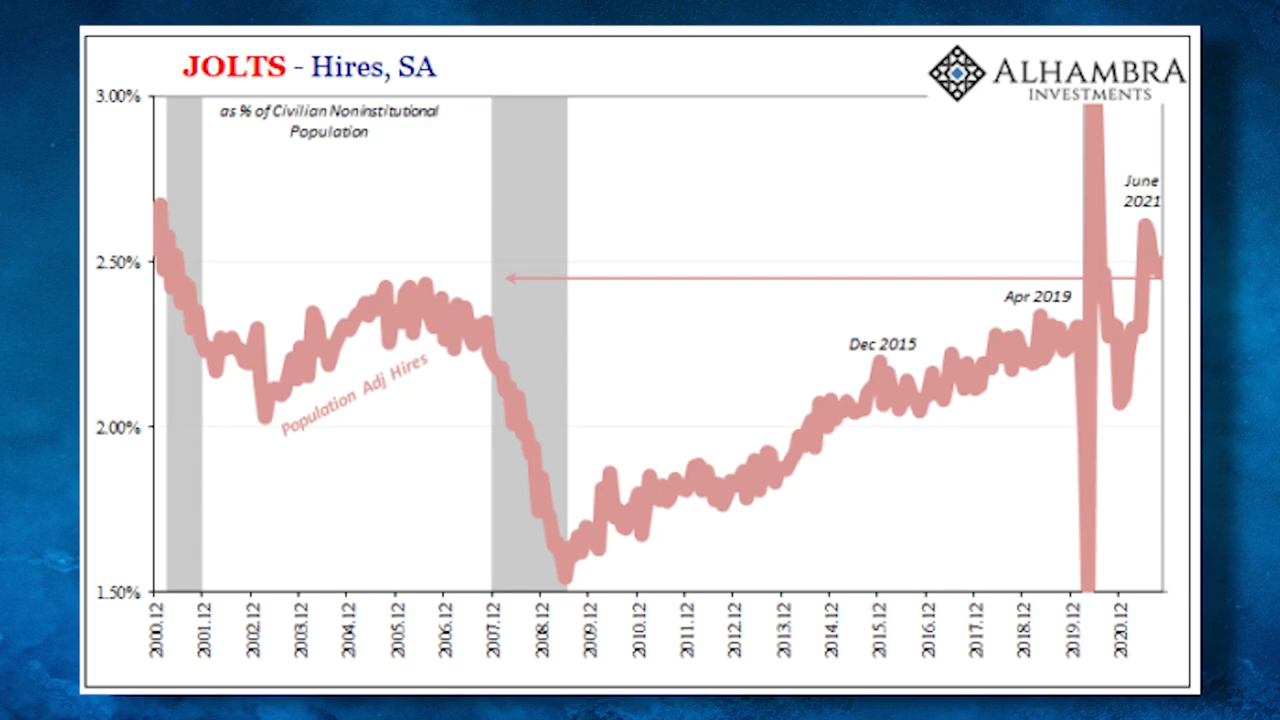 JOLTS - Hires, SA
ALHAMBRA
INVESTMENTS
3.00%
as % of Civilian Noninstitutional
Population
June
2021
2.50%
Apr 2019
Dec 2015
Population Adj Hires
2.00%
1.50%
2000.12
2001.12
2002.12
2003.12
2004.12
2005.12
2006.12
2007.12
2008.12
2009.12
2010.12
2011.12
2012.12
2013.12
2014.12
2015.12
2016.12
2017.12
2018.12
2019.12
2020.12